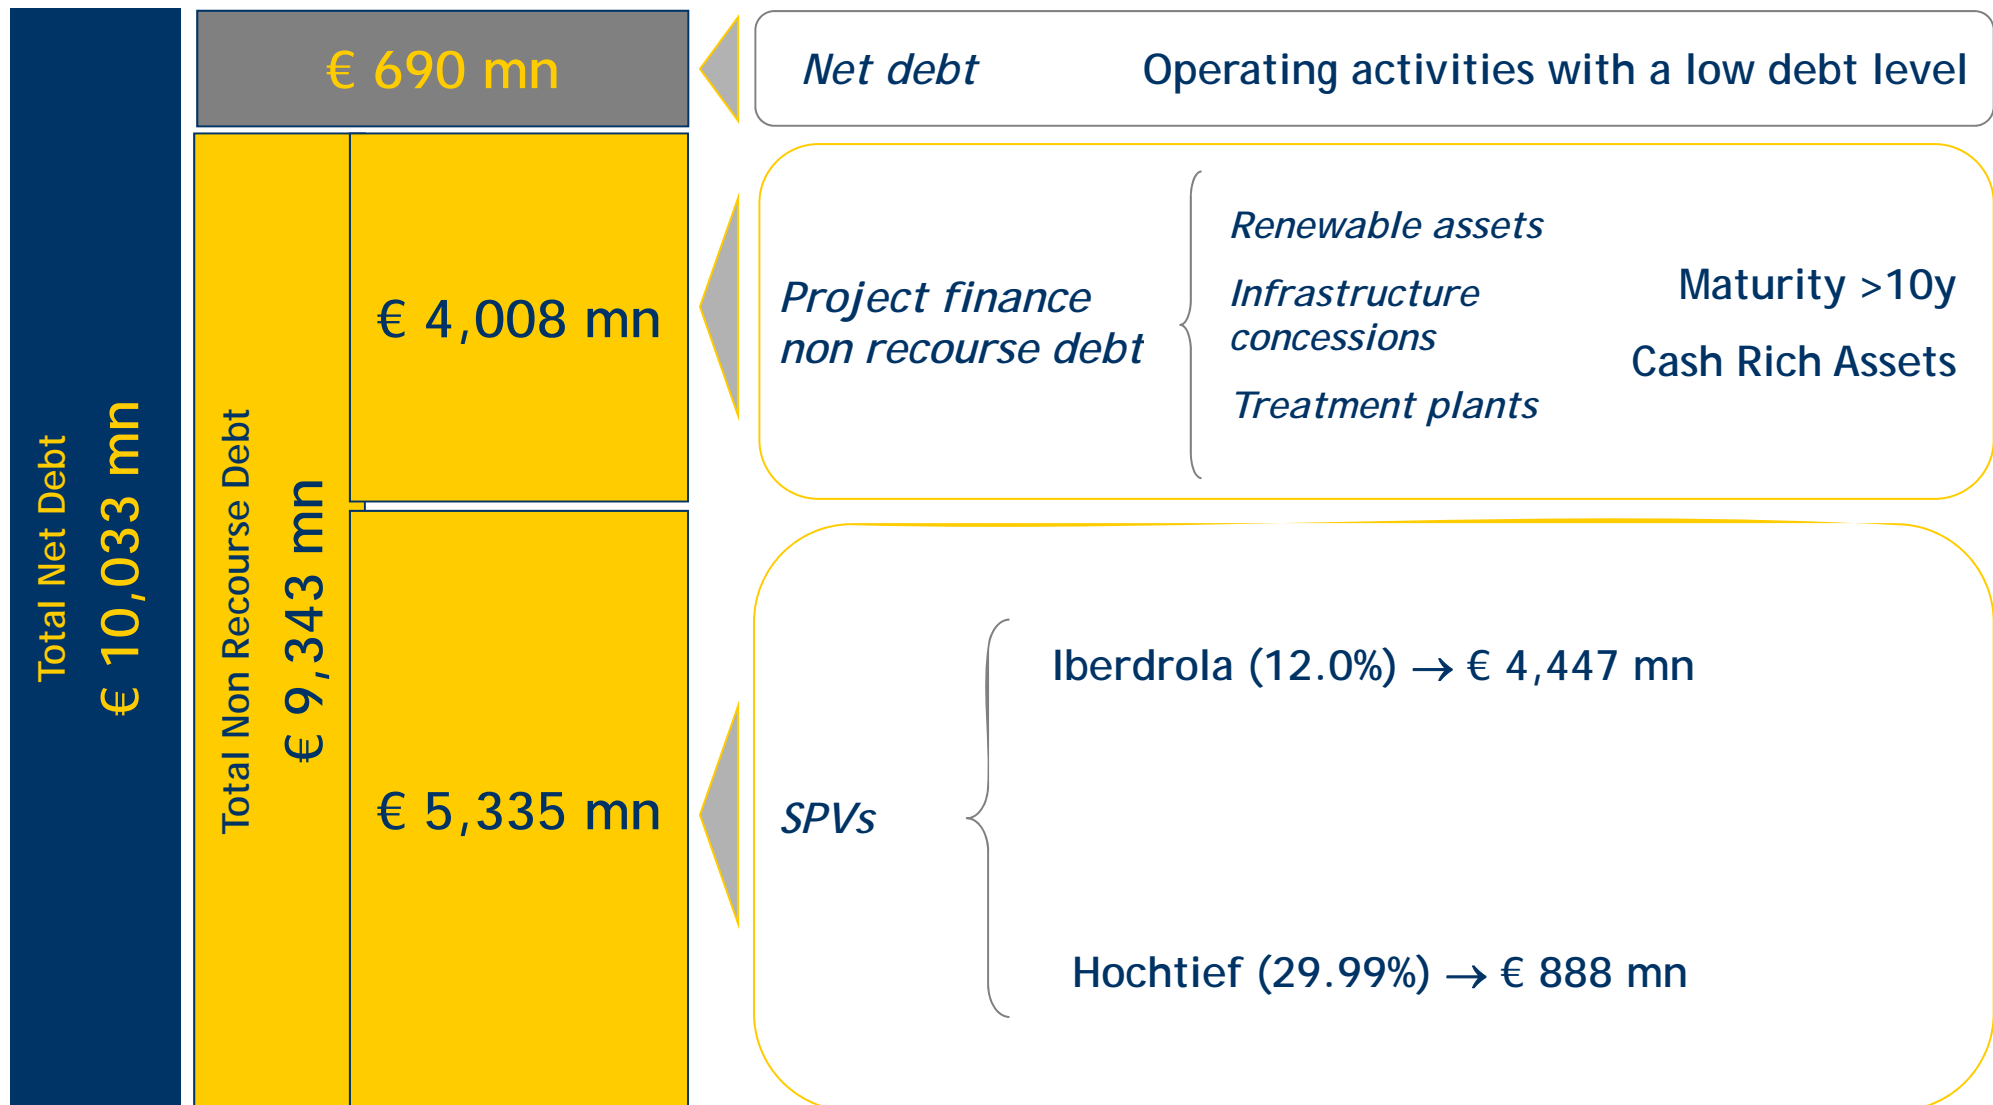 Total Net Debt
€ 10,033 mn
€ 690 mn
Net debt
Operating activities with a low debt level
Total Non Recourse Debt
€ 9,343 mn
€ 4,008 mn
Project finance
non recourse debt
Renewable assets
Infrastructure
concessions
Treatment plants
Maturity >10y
Cash Rich Assets
€ 5,335 mn
SPVs
Iberdrola (12.0%) → € 4,447 mn
Hochtief (29.99%) → € 888 mn